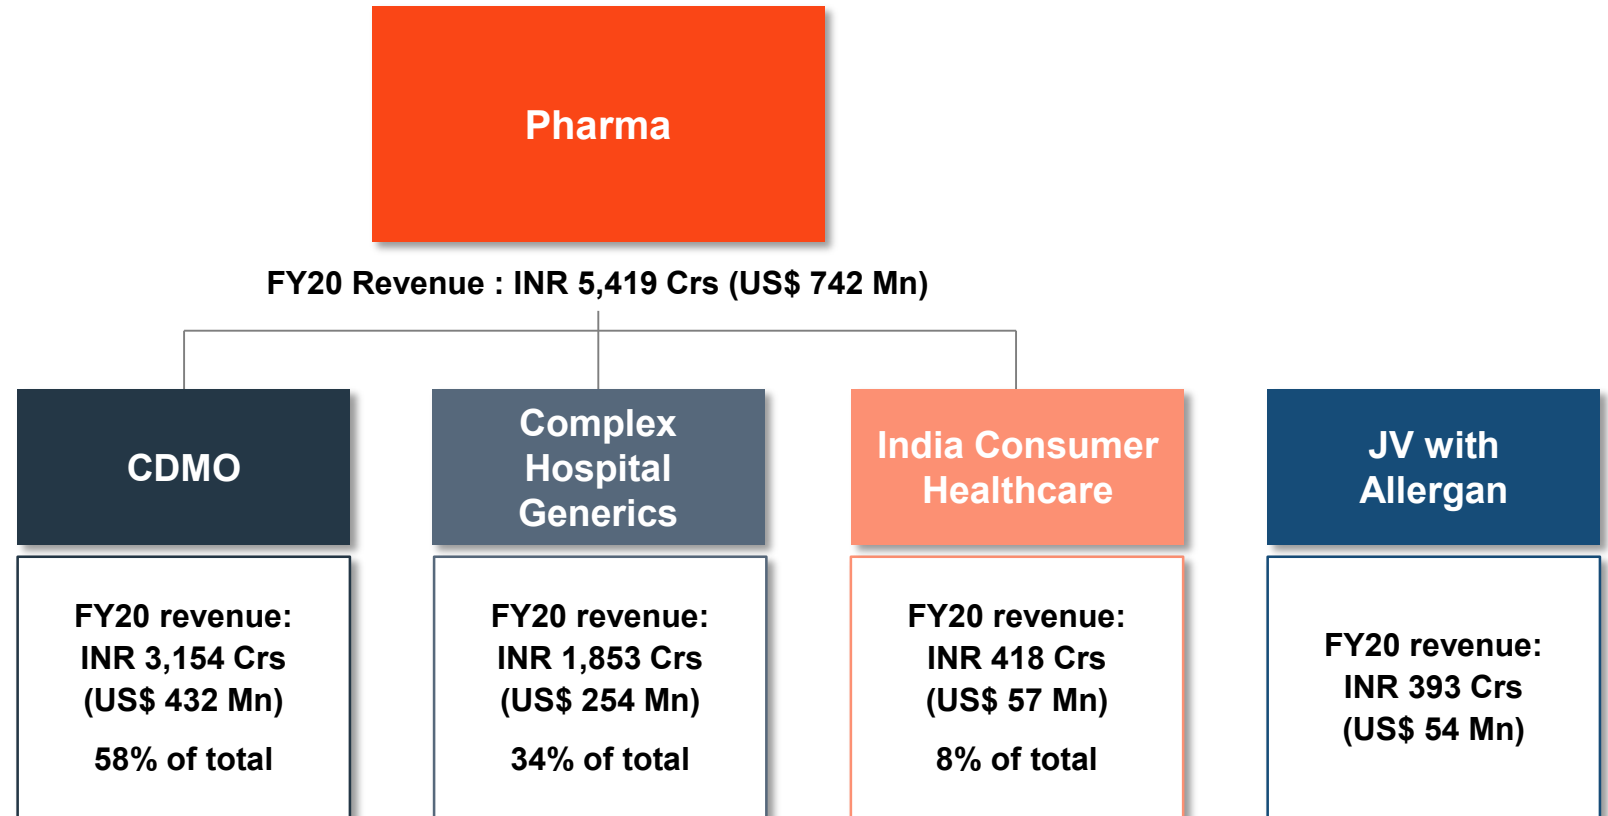 Pharma
FY20 Revenue : INR 5,419 Crs (US$ 742 Mn)
CDMO
FY20 revenue:
INR 3,154 Crs
(US$ 432 Mn)
58% of total
Complex
Hospital
Generics
FY20 revenue:
INR 1,853 Crs
(US$ 254 Mn)
34% of total
India Consumer
Healthcare
FY20 revenue:
INR 418 Crs
(US$ 57 Mn)
8% of total
JV with
Allergan
FY20 revenue:
INR 393 Crs
(US$ 54 Mn)